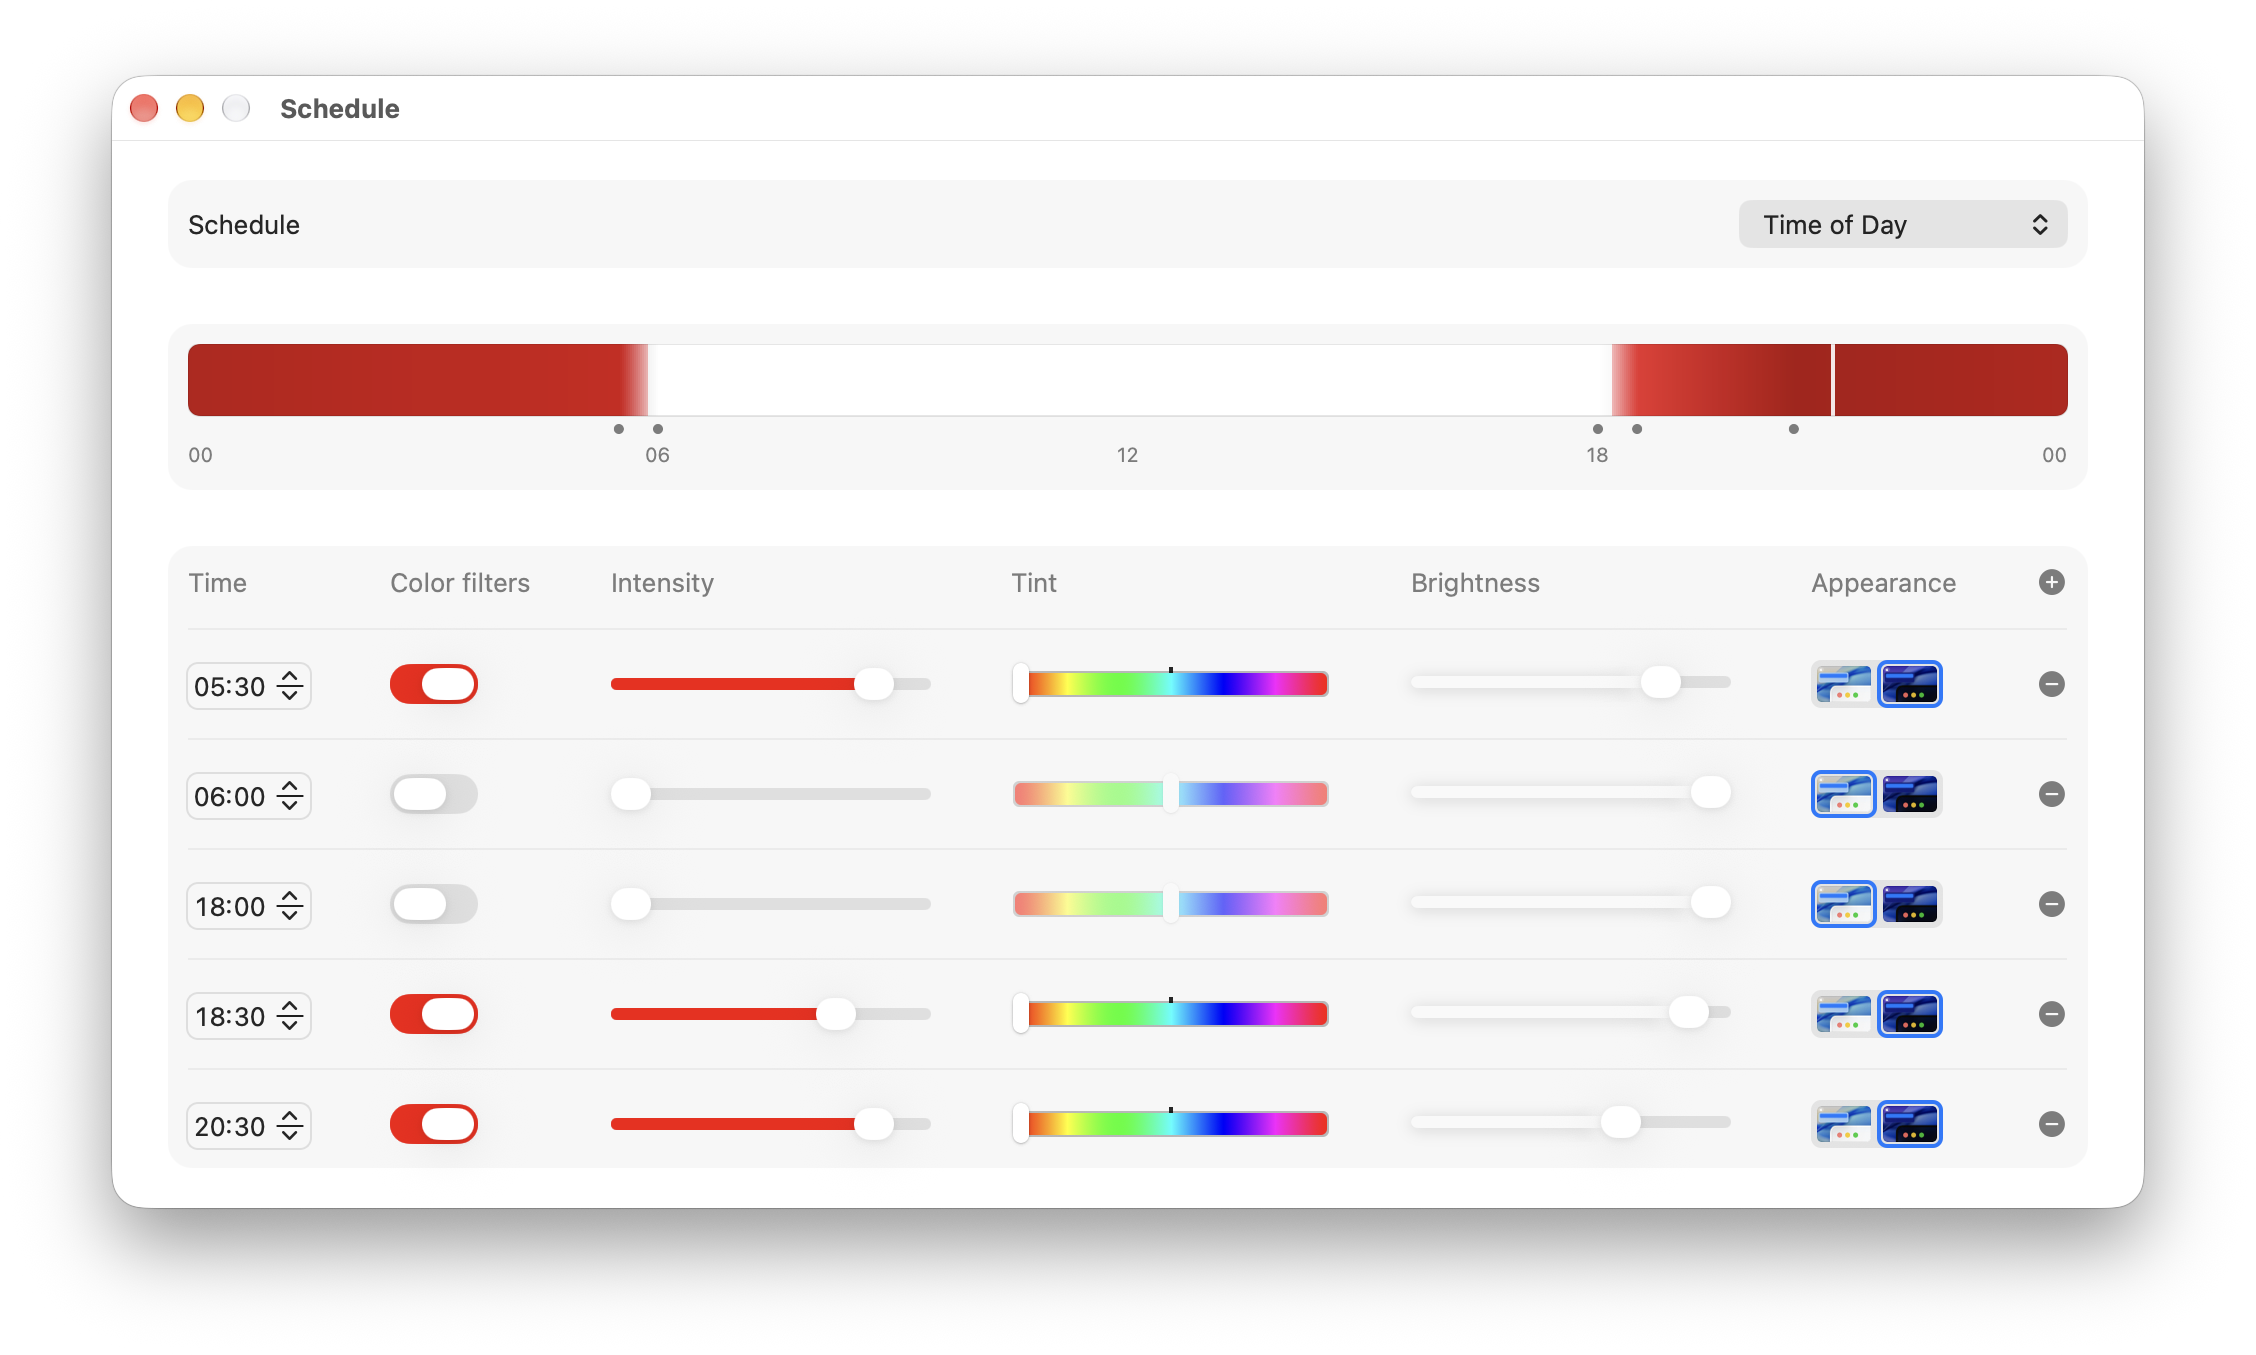 Schedule
Schedule Time of Day
00 06 12 18 00
Time Color filters Intensity Tint Brightness Appearance
05:30
06:00
18:00
18:30
20:30